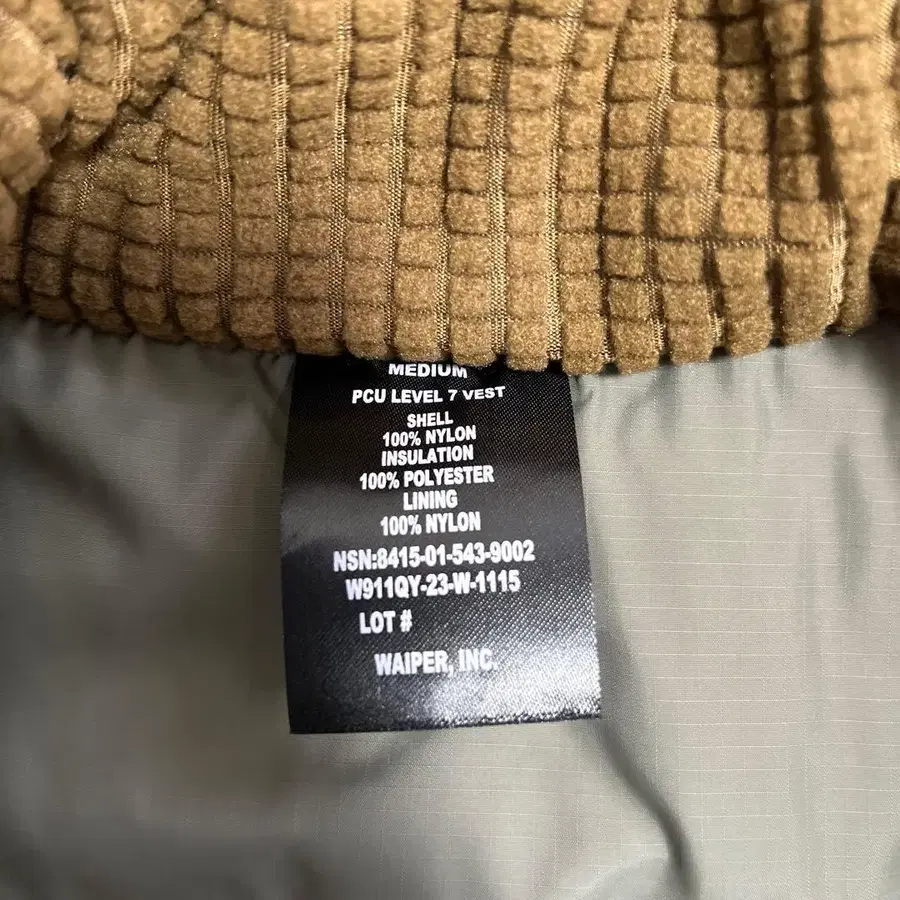 MEDIUM
PCU LEVEL 7 VEST
SHELL
100% NYLON
INSULATION
100% POLYESTER
LINING
100% NYLON
NSN:8415-01-543-9002
W911QY-23-W-1115
LOT #
WAIPER, INC.